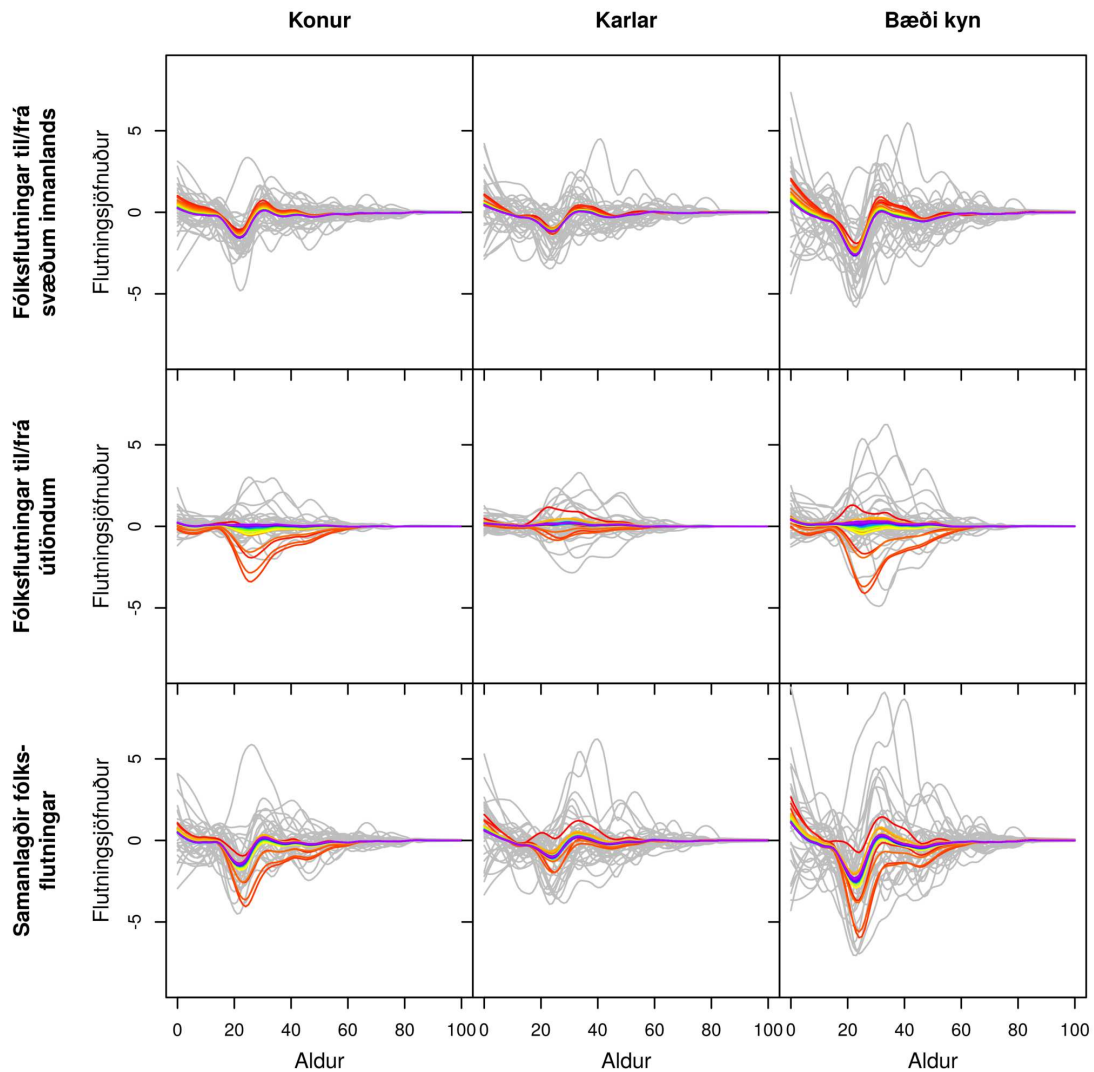 Konur
Karlar
Bæði kyn
Fólksflutningar til/frá
svæðum innanlands
Flutningsjöfnuður
5
0
-5
Fólksflutningar til/frá
útlöndum
Flutningsjöfnuður
5
0
-5
Samanlagðir fólks-
flutningar
Flutningsjöfnuður
5
0
-5
0 20 40 60 80 100
0 20 40 60 80 100
0 20 40 60 80 100
Aldur
Aldur
Aldur